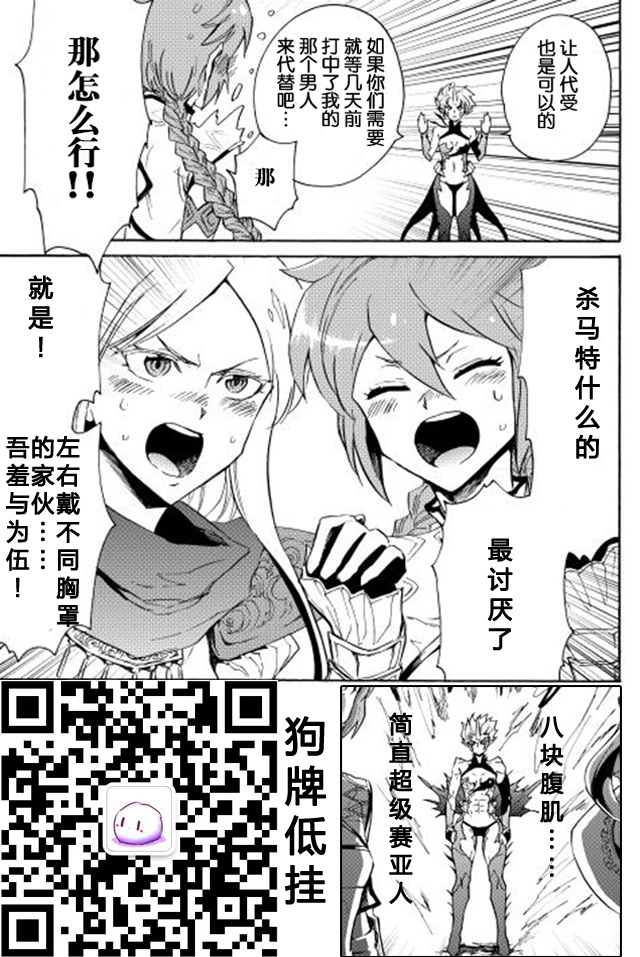 让人代受
也是可以的
如果你们需要
就等几天前
打中了我的
那个男人
来代替吧…
那
那怎么行！！
杀马特什么的
最讨厌了
就是！
左右戴不同胸罩
的家伙……
吾羞与为伍！
八块腹肌……
简直超级赛亚人
狗牌低挂